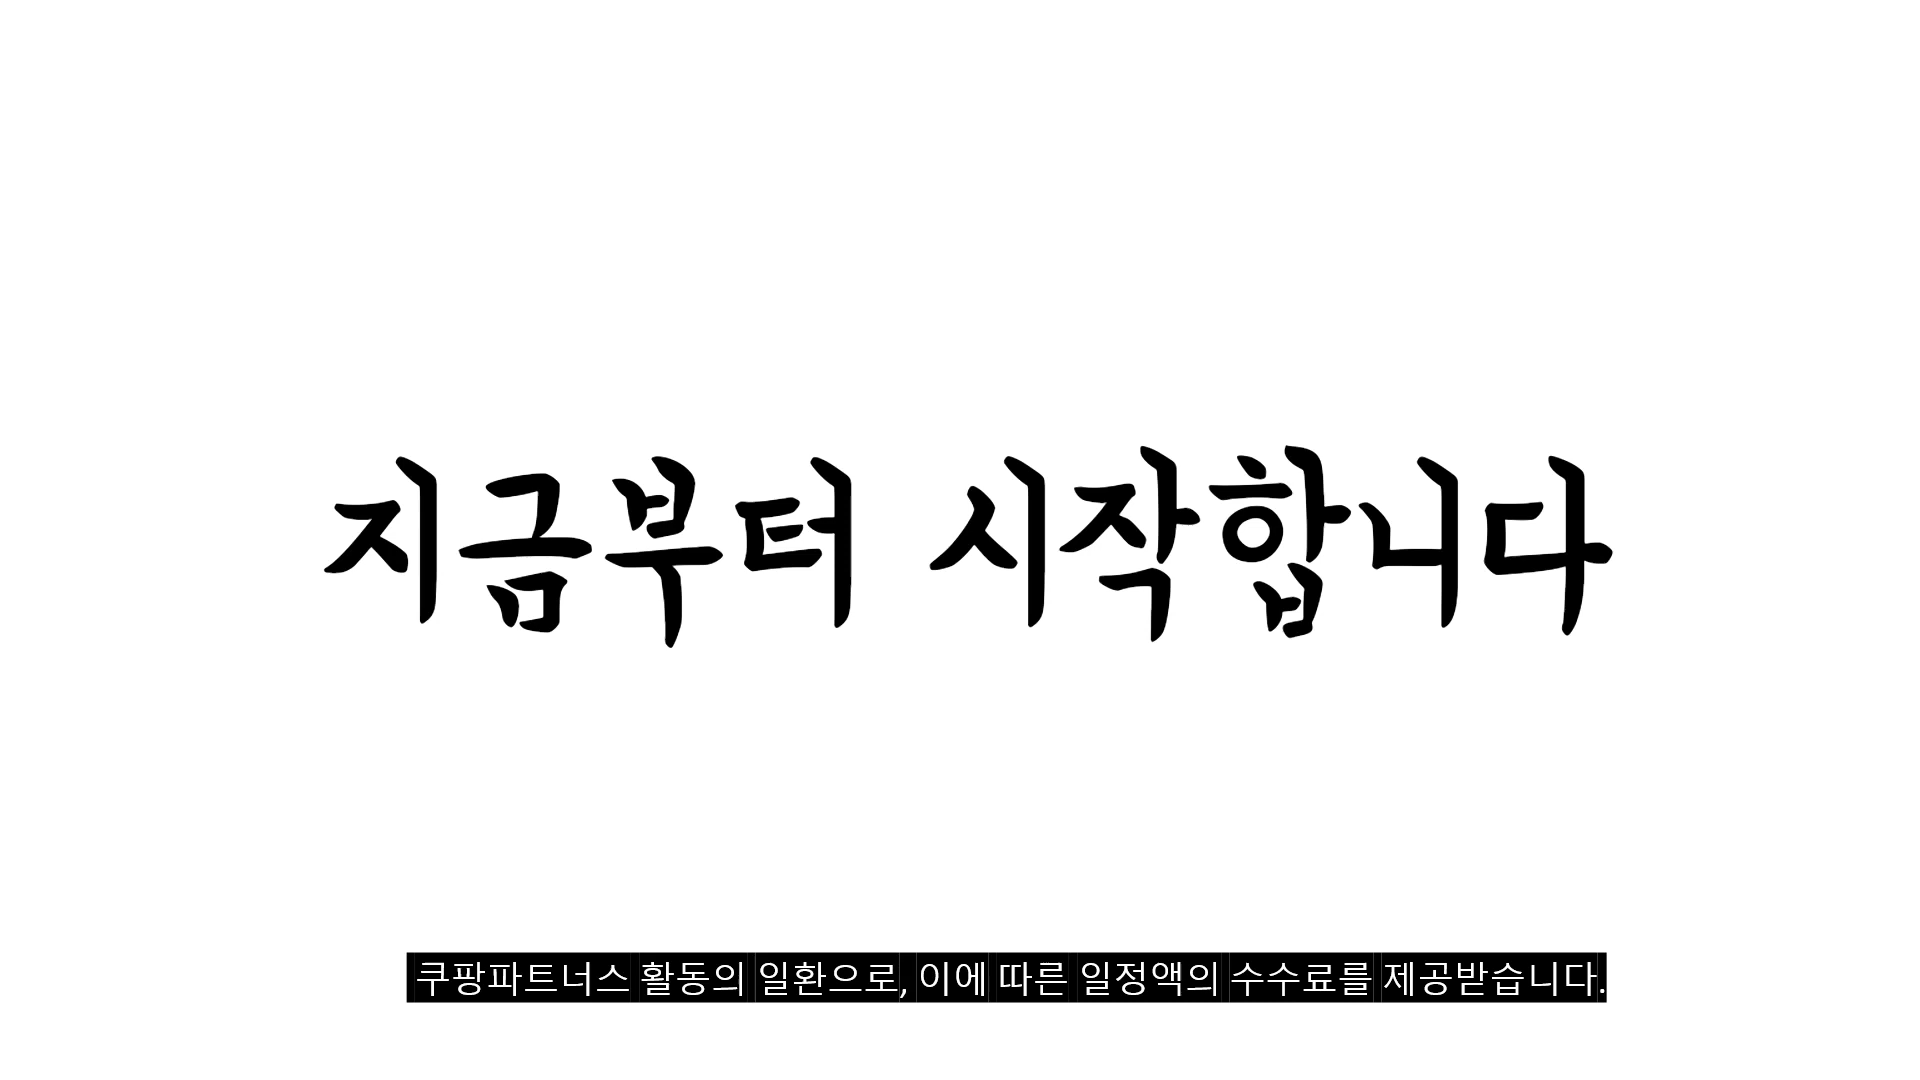 지금부터 시작합니다
쿠팡파트너스 활동의 일환으로, 이에 따른 일정액의 수수료를 제공받습니다.